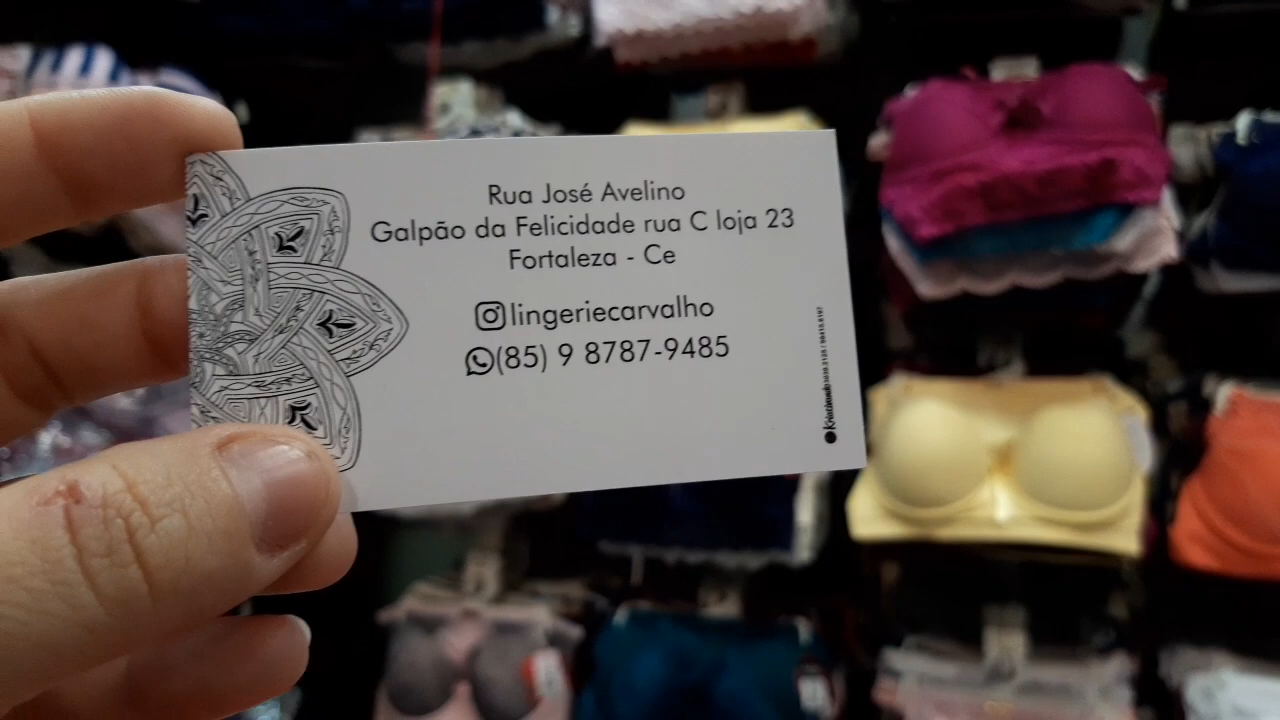 Rua José Avelino
Galpão da Felicidade rua C loja 23
Fortaleza - Ce
lingeriecarvalho
(85) 9 8787-9485